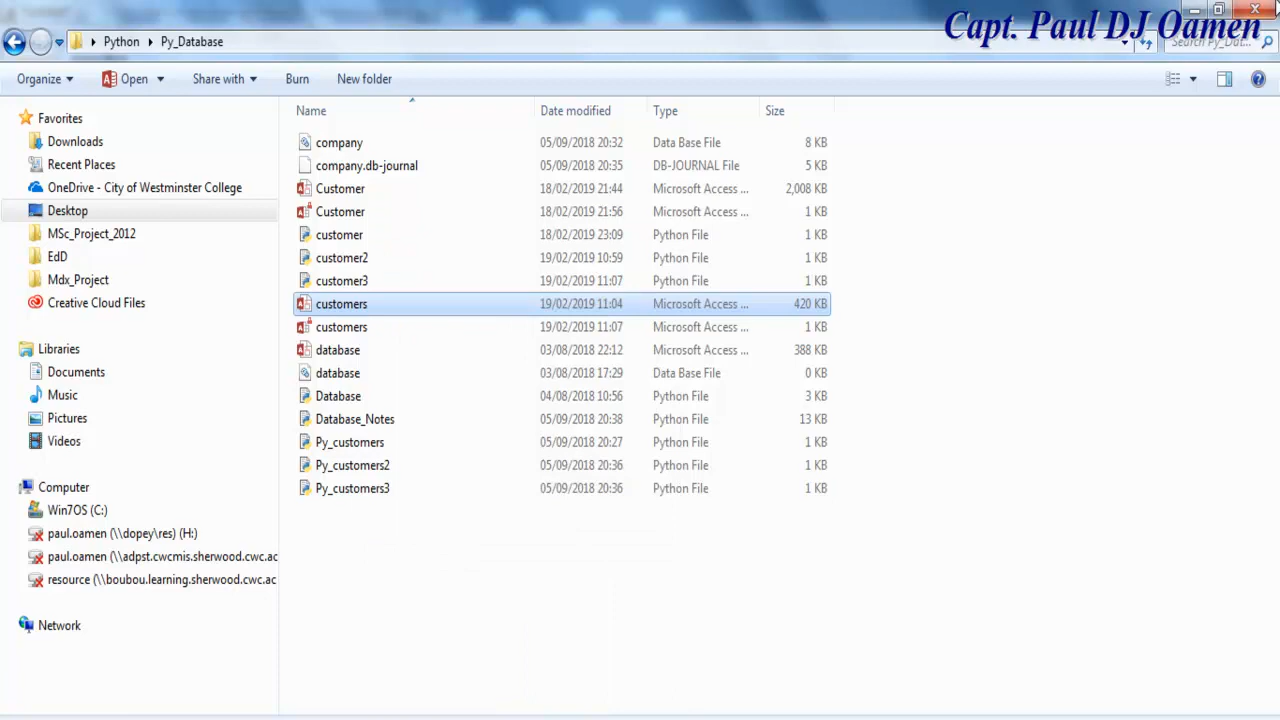 Capt. Paul DJ Oamen
Python Py_Database
Search Py_Dat...
Organize Open Share with Burn New folder
Name Date modified Type Size
Favorites
Downloads
Recent Places
OneDrive - City of Westminster College
Desktop
MSc_Project_2012
EdD
Mdx_Project
Creative Cloud Files
Libraries
Documents
Music
Pictures
Videos
Computer
Win7OS (C:)
paul.oamen (\\dopey\res) (H:)
paul.oamen (\\adpst.cwcmis.sherwood.cwc.ac
resource (\\boubou.learning.sherwood.cwc.ac
Network
company 05/09/2018 20:32 Data Base File 8 KB
company.db-journal 05/09/2018 20:35 DB-JOURNAL File 5 KB
Customer 18/02/2019 21:44 Microsoft Access ... 2,008 KB
Customer 18/02/2019 21:56 Microsoft Access ... 1 KB
customer 18/02/2019 23:09 Python File 1 KB
customer2 19/02/2019 10:59 Python File 1 KB
customer3 19/02/2019 11:07 Python File 1 KB
customers 19/02/2019 11:04 Microsoft Access ... 420 KB
customers 19/02/2019 11:07 Microsoft Access ... 1 KB
database 03/08/2018 22:12 Microsoft Access ... 388 KB
database 03/08/2018 17:29 Data Base File 0 KB
Database 04/08/2018 10:56 Python File 3 KB
Database_Notes 05/09/2018 20:38 Python File 13 KB
Py_customers 05/09/2018 20:27 Python File 1 KB
Py_customers2 05/09/2018 20:36 Python File 1 KB
Py_customers3 05/09/2018 20:36 Python File 1 KB